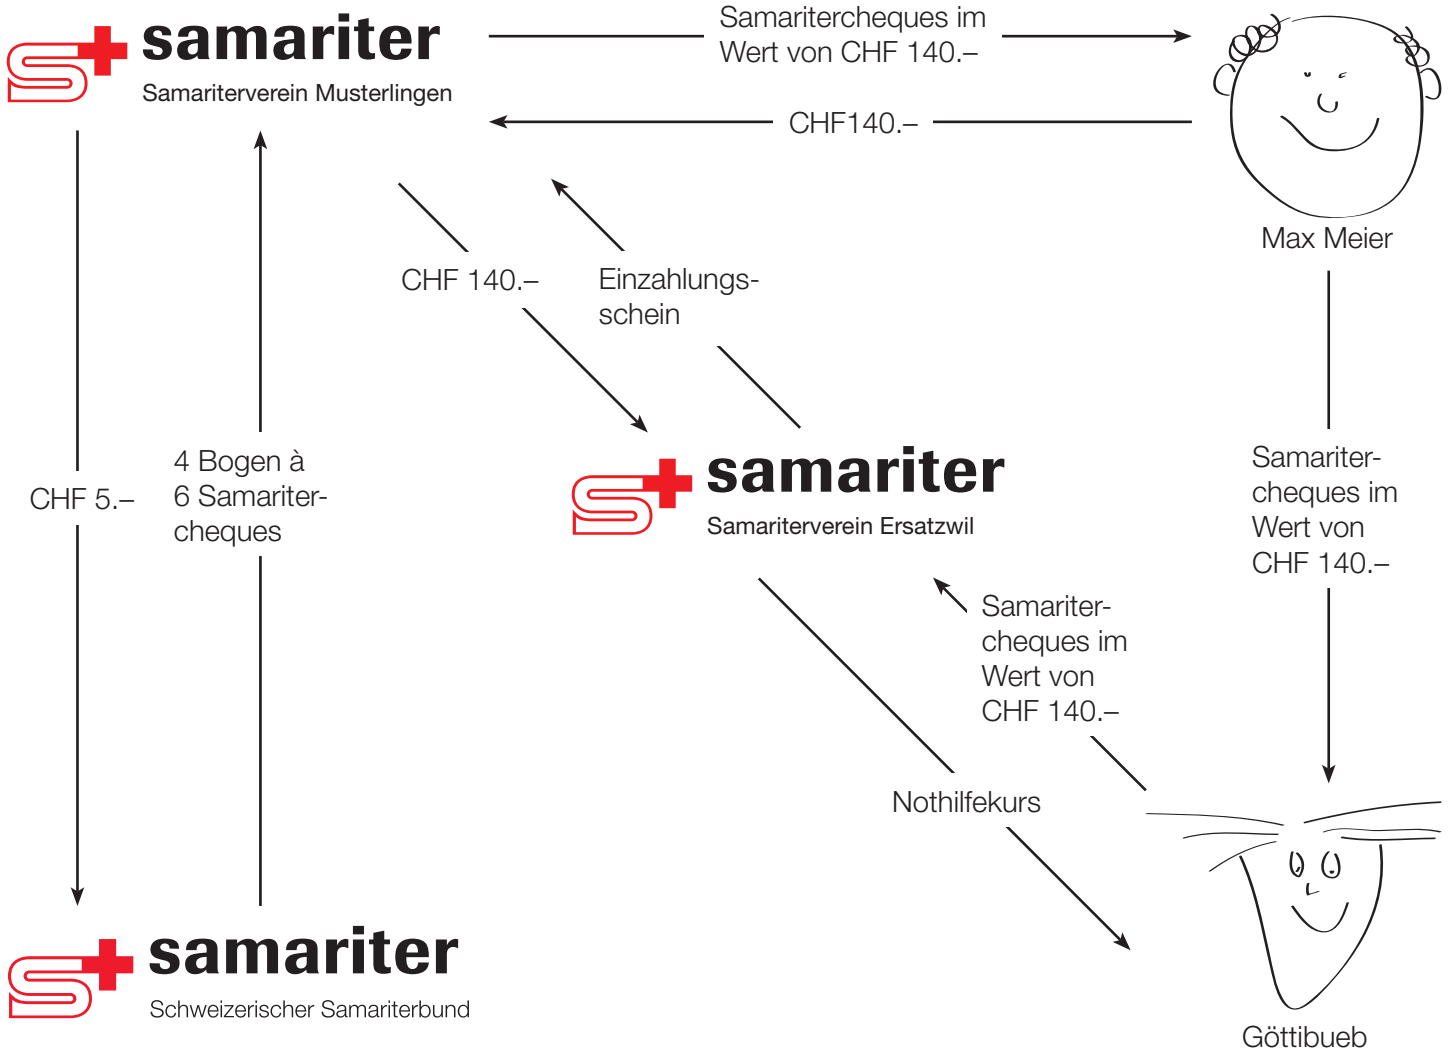 samariter
Samariterverein Musterlingen
Samaritercheques im
Wert von CHF 140.–
CHF140.–
Max Meier
CHF 140.–
Einzahlungs-
schein
4 Bogen à
6 Samariter-
cheques
CHF 5.–
samariter
Samariterverein Ersatzwil
Samariter-
cheques im
Wert von
CHF 140.–
Samariter-
cheques im
Wert von
CHF 140.–
Nothilfekurs
samariter
Schweizerischer Samariterbund
Göttibueb